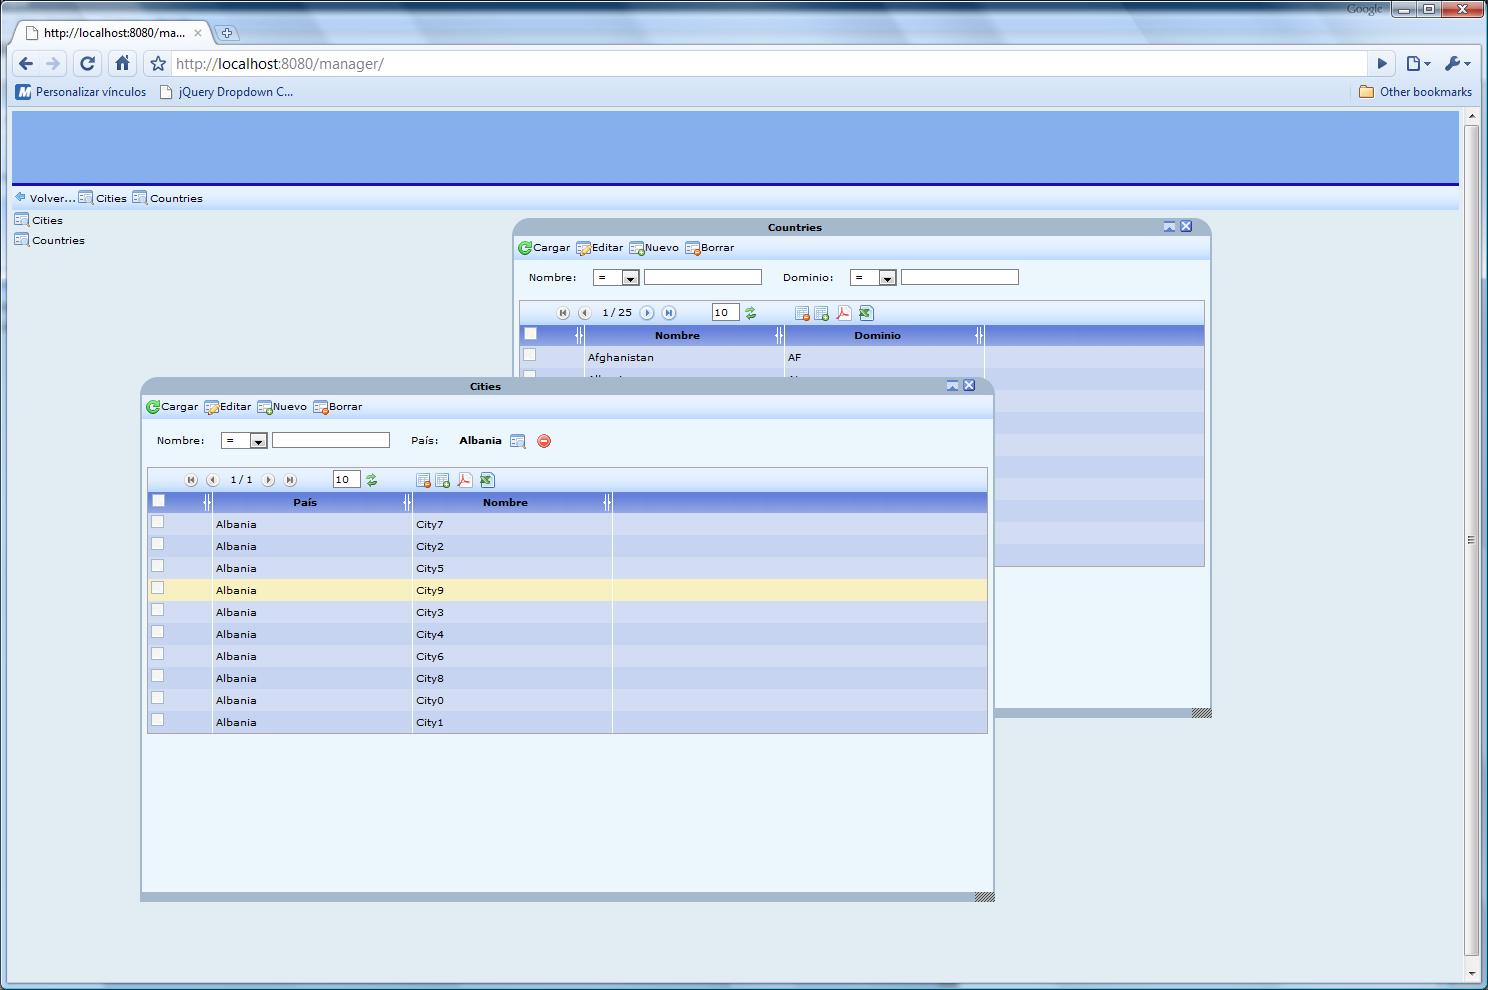 Google
http://localhost:8080/ma...
http://localhost:8080/manager/
Personalizar vínculos jQuery Dropdown C... Other bookmarks
Volver... Cities Countries
Cities
Countries
Countries
Cargar Editar Nuevo Borrar
Nombre: = Dominio: =
1 / 25 10
Nombre Dominio
Afghanistan AF
Cities
Cargar Editar Nuevo Borrar
Nombre: = País: Albania
1 / 1 10
País Nombre
Albania City7
Albania City2
Albania City5
Albania City9
Albania City3
Albania City4
Albania City6
Albania City8
Albania City0
Albania City1